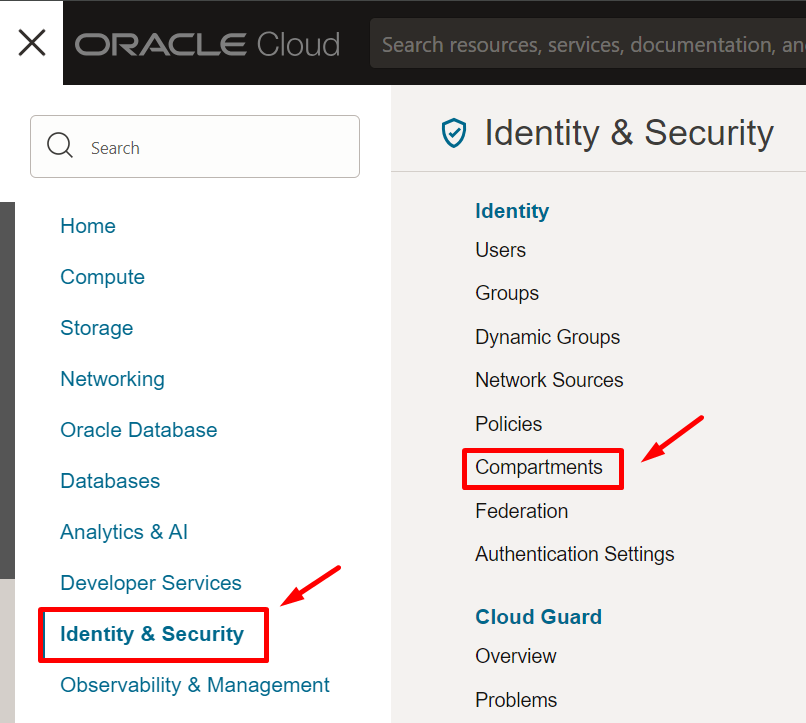 ORACLE Cloud
Search resources, services, documentation, an
Search
Home
Compute
Storage
Networking
Oracle Database
Databases
Analytics & AI
Developer Services
Identity & Security
Observability & Management
Identity & Security
Identity
Users
Groups
Dynamic Groups
Network Sources
Policies
Compartments
Federation
Authentication Settings
Cloud Guard
Overview
Problems